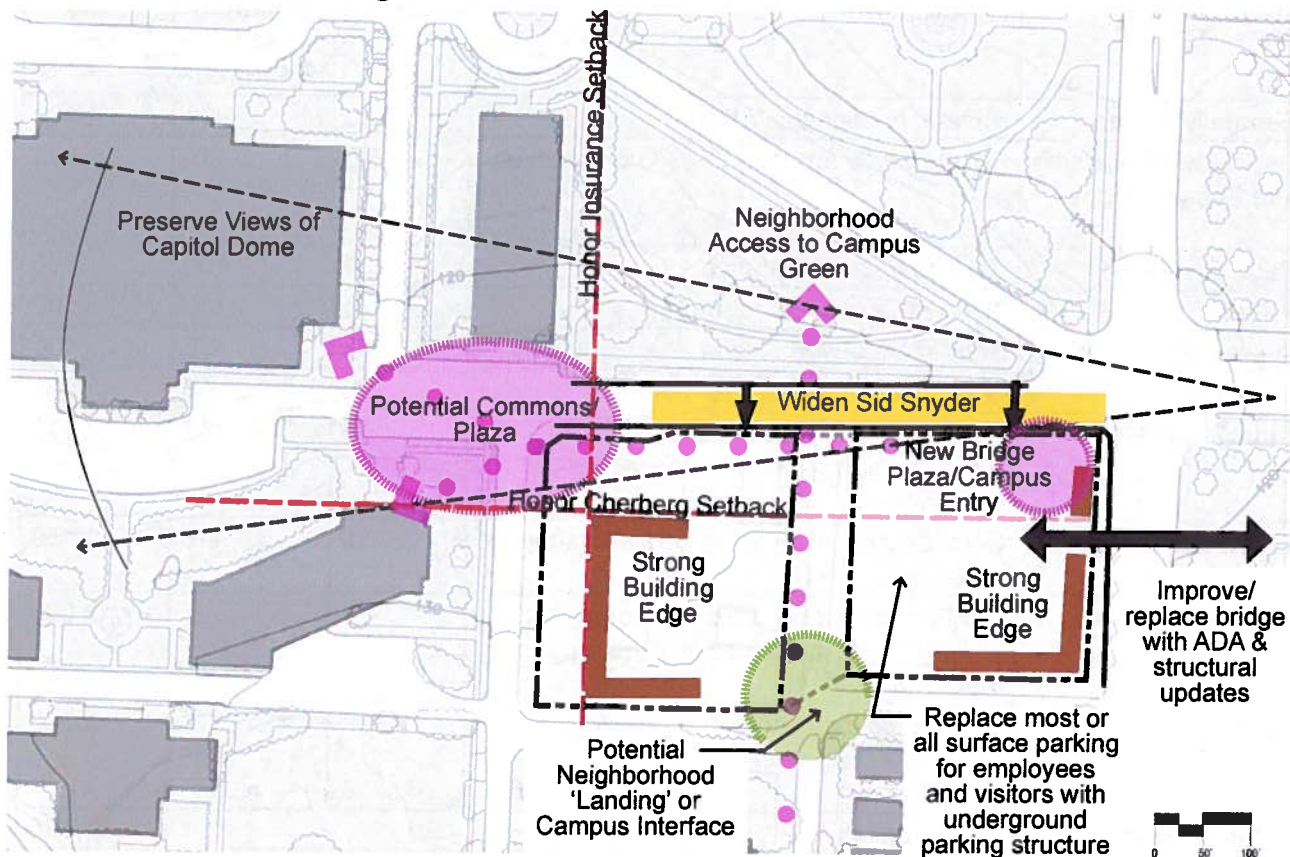 Honor Insurance Setback
Preserve Views of
Capitol Dome
Neighborhood
Access to Campus
Green
120
Potential Commons/
Plaza
Widen Sid Snyder
New Bridge
Plaza/Campus
Entry
Honor Cherberg Setback
Strong
Building
Edge
Strong
Building
Edge
130
Improve/
replace bridge
with ADA &
structural
updates
Potential
Neighborhood
'Landing' or
Campus Interface
Replace most or
all surface parking
for employees
and visitors with
underground
parking structure
0 50' 100'